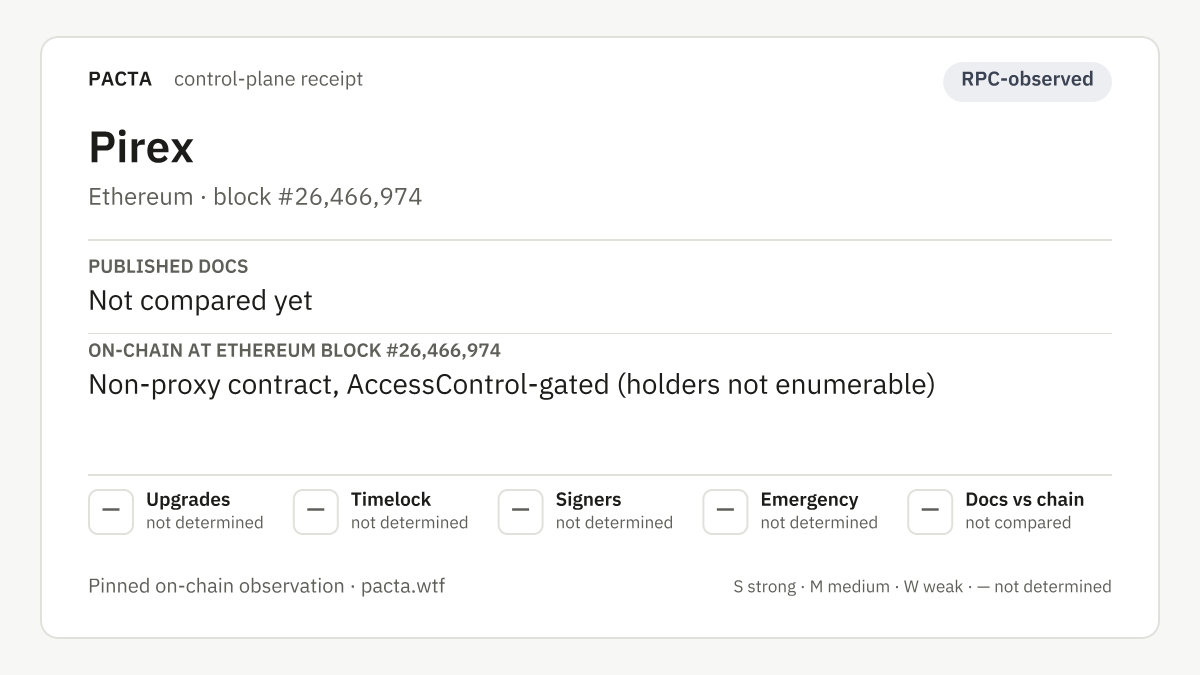 PACTA control-plane receipt
RPC-observed
Pirex
Ethereum · block #26,466,974
PUBLISHED DOCS
Not compared yet
ON-CHAIN AT ETHEREUM BLOCK #26,466,974
Non-proxy contract, AccessControl-gated (holders not enumerable)
— Upgrades
not determined
— Timelock
not determined
— Signers
not determined
— Emergency
not determined
— Docs vs chain
not compared
Pinned on-chain observation · pacta.wtf
S strong · M medium · W weak · — not determined